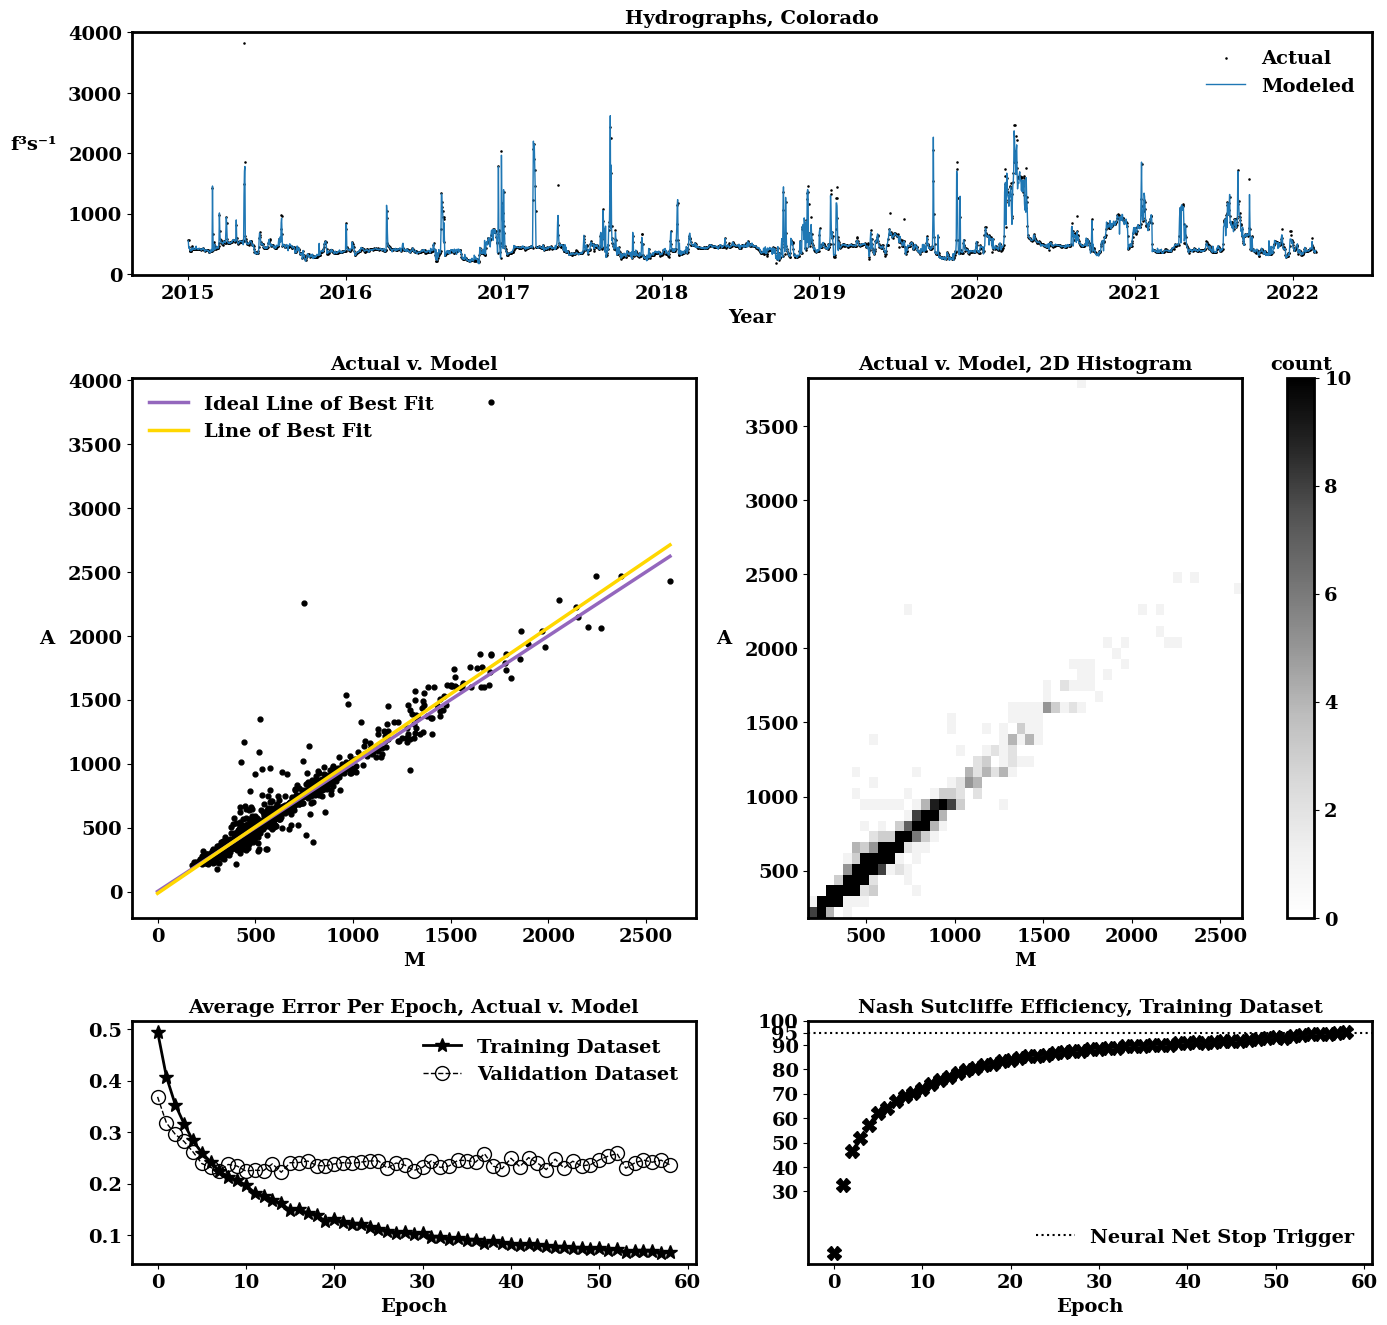 Hydrographs, Colorado
4000
3000
2000
1000
0
f³s⁻¹
Actual
Modeled
2015 2016 2017 2018 2019 2020 2021 2022
Year
Actual v. Model
4000
3500
3000
2500
2000
1500
1000
500
0
A
Ideal Line of Best Fit
Line of Best Fit
0 500 1000 1500 2000 2500
M
Actual v. Model, 2D Histogram
3500
3000
2500
2000
1500
1000
500
A
500 1000 1500 2000 2500
M
count
10
8
6
4
2
0
Average Error Per Epoch, Actual v. Model
0.5
0.4
0.3
0.2
0.1
Training Dataset
Validation Dataset
0 10 20 30 40 50 60
Epoch
Nash Sutcliffe Efficiency, Training Dataset
100
95
90
80
70
60
50
40
30
Neural Net Stop Trigger
0 10 20 30 40 50 60
Epoch